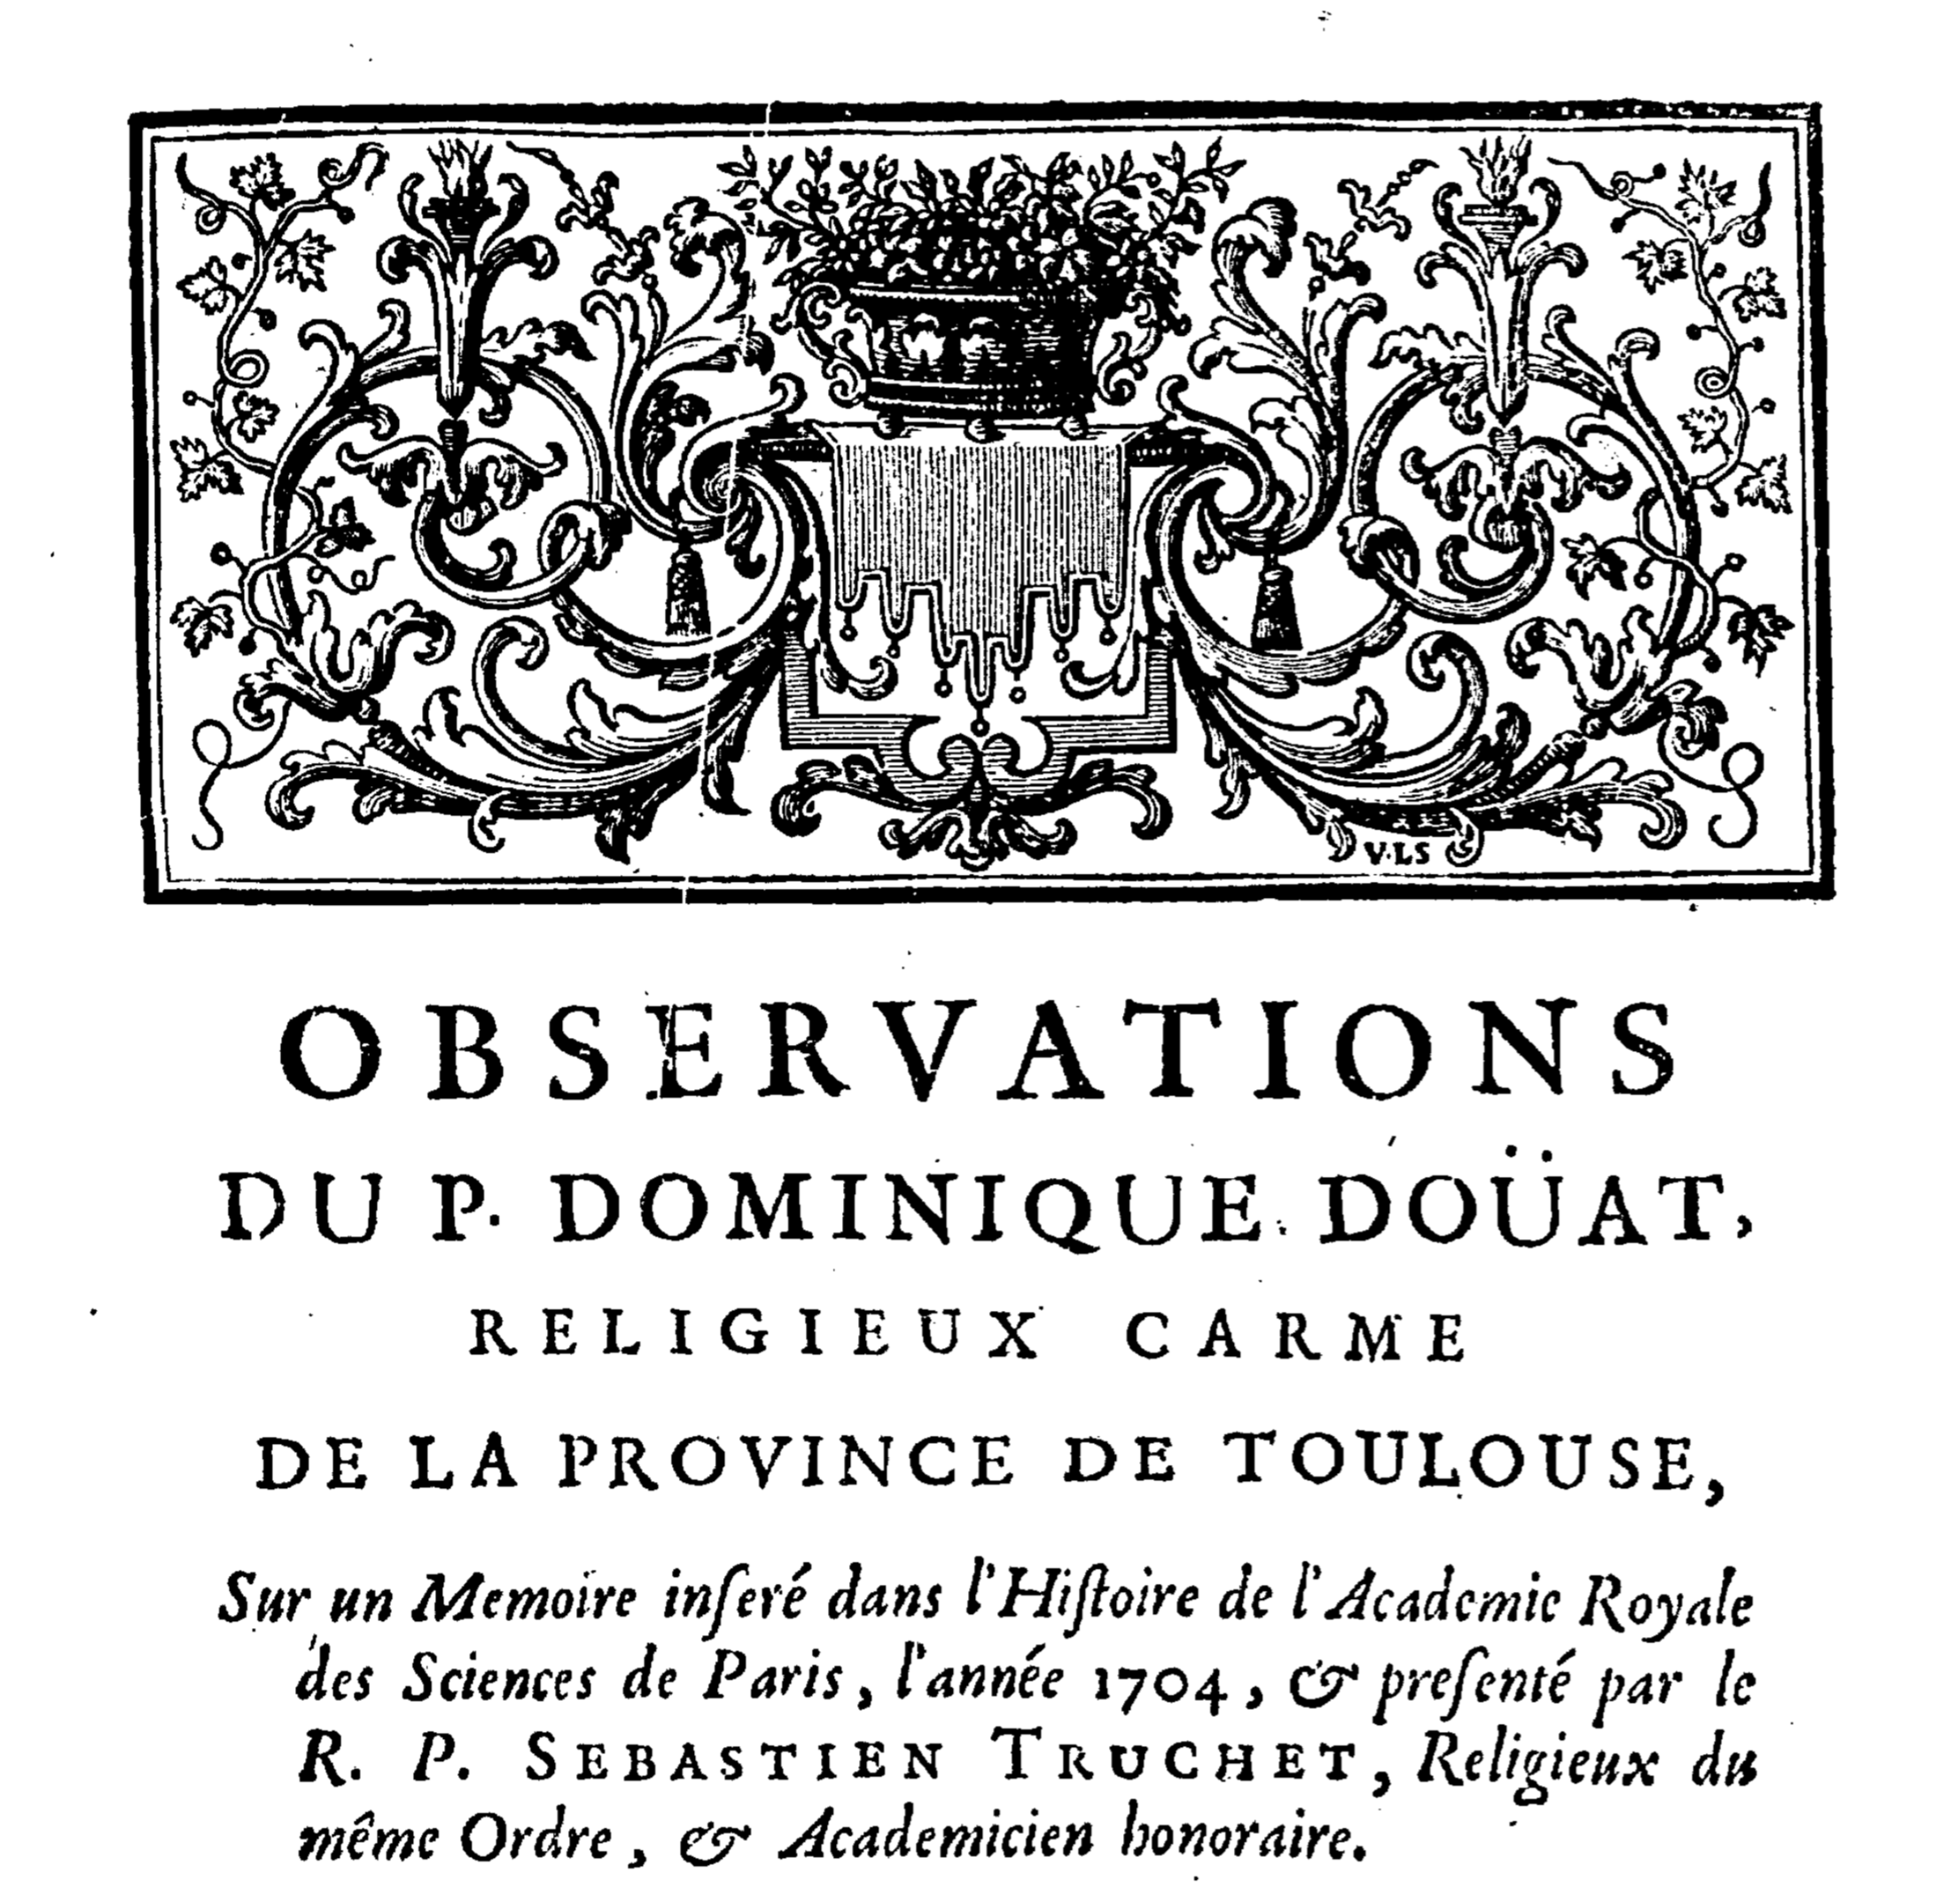 V.LS
OBSERVATIONS
DU P. DOMINIQUE DOÜAT,
RELIGIEUX CARME
DE LA PROVINCE DE TOULOUSE,
Sur un Memoire inſeré dans l'Hiſtoire de l'Academie Royale
des Sciences de Paris, l'année 1704, & preſenté par le
R. P. SEBASTIEN TRUCHET, Religieux du
même Ordre, & Academicien honoraire.